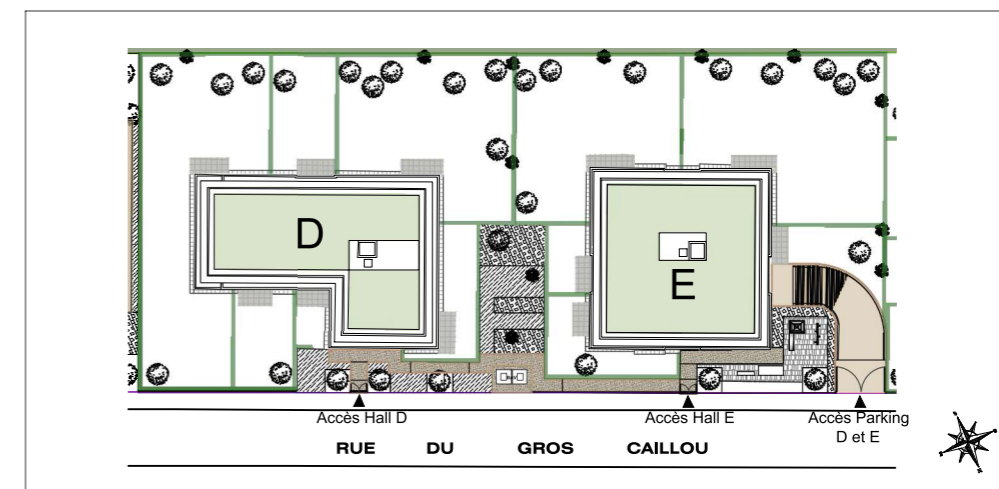 D
E
Accès Hall D
Accès Hall E
Accès Parking
D et E
RUE DU GROS CAILLOU